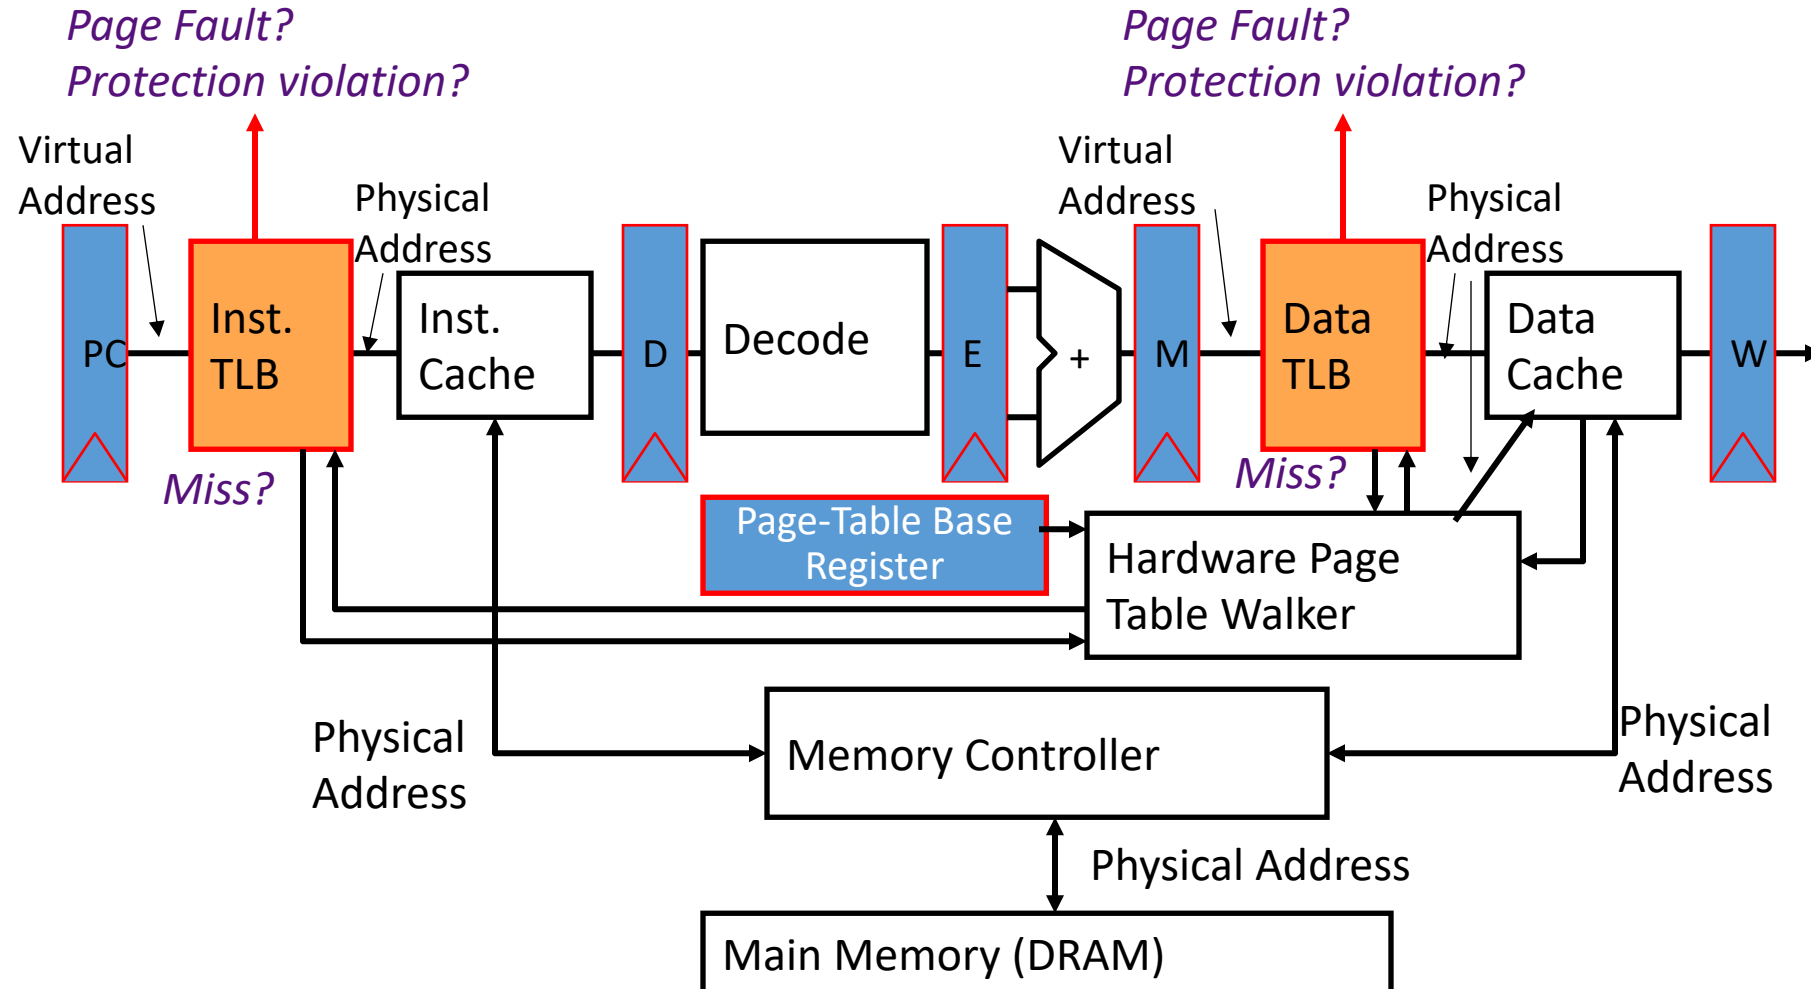 Page Fault?
Protection violation?
Page Fault?
Protection violation?
Virtual
Address
Physical
Address
Virtual
Address
Physical
Address
PC
Inst.
TLB
Inst.
Cache
D
Decode
E
+
M
Data
TLB
Data
Cache
W
Miss?
Miss?
Page-Table Base
Register
Hardware Page
Table Walker
Physical
Address
Memory Controller
Physical
Address
Physical Address
Main Memory (DRAM)